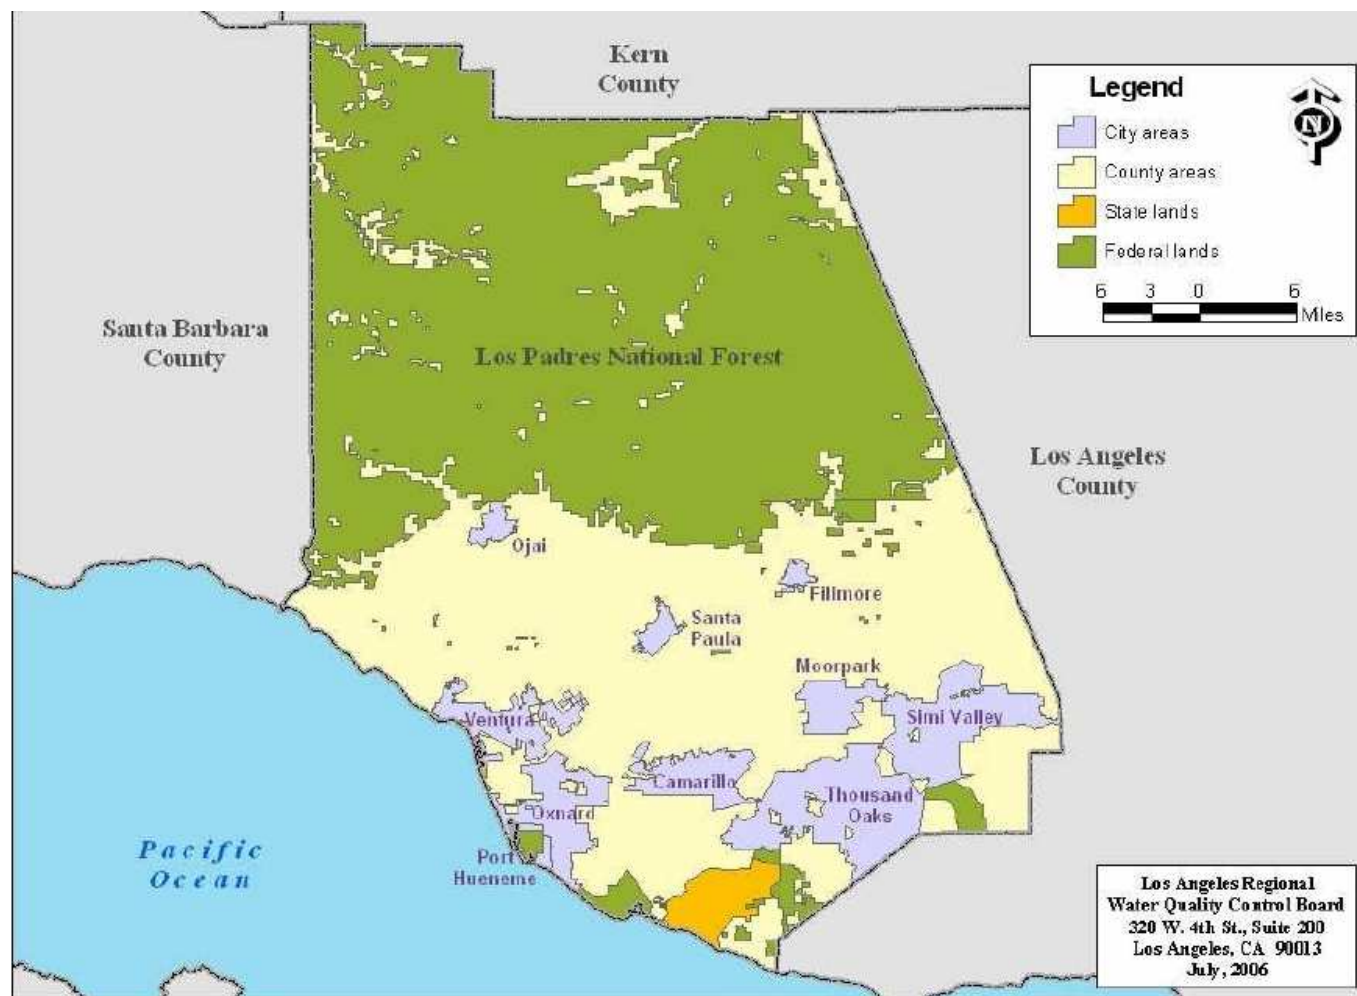 Kern
County
Legend
N
City areas
County areas
State lands
Federal lands
6 3 0 6
Miles
Santa Barbara
County
Los Padres National Forest
Los Angeles
County
Ojai
Fillmore
Santa
Paula
Moorpark
Ventura
Simi Valley
Camarillo
Thousand
Oaks
Oxnard
Port
Hueneme
Pacific
Ocean
Los Angeles Regional
Water Quality Control Board
320 W. 4th St., Suite 200
Los Angeles, CA 90013
July, 2006